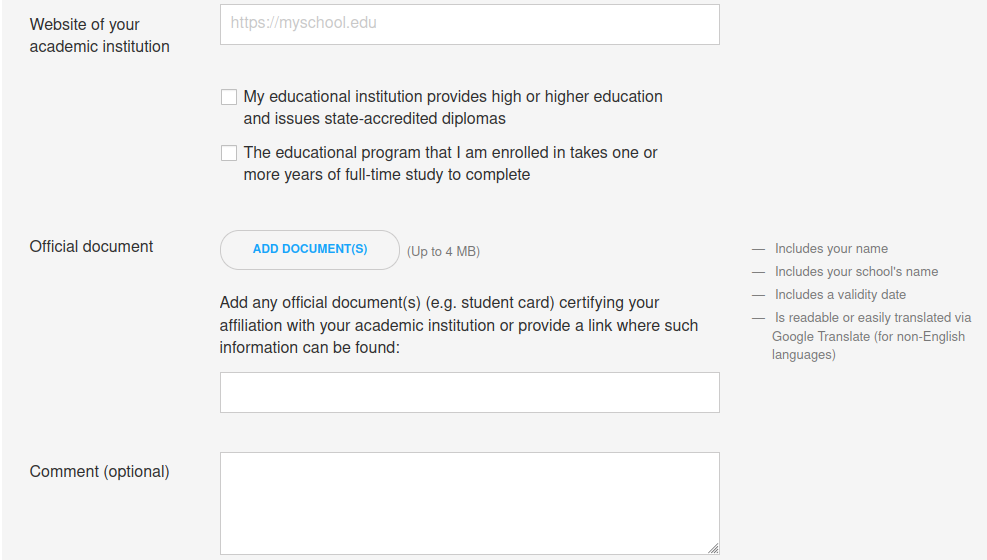 Website of your
academic institution
https://myschool.edu
My educational institution provides high or higher education
and issues state-accredited diplomas
The educational program that I am enrolled in takes one or
more years of full-time study to complete
Official document
ADD DOCUMENT(S)
(Up to 4 MB)
Add any official document(s) (e.g. student card) certifying your
affiliation with your academic institution or provide a link where such
information can be found:
— Includes your name
— Includes your school's name
— Includes a validity date
— Is readable or easily translated via
Google Translate (for non-English
languages)
Comment (optional)